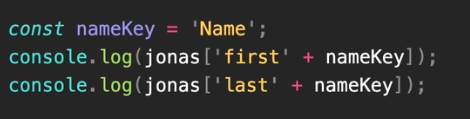 const nameKey = 'Name';
console.log(jonas['first' + nameKey]);
console.log(jonas['last' + nameKey]);